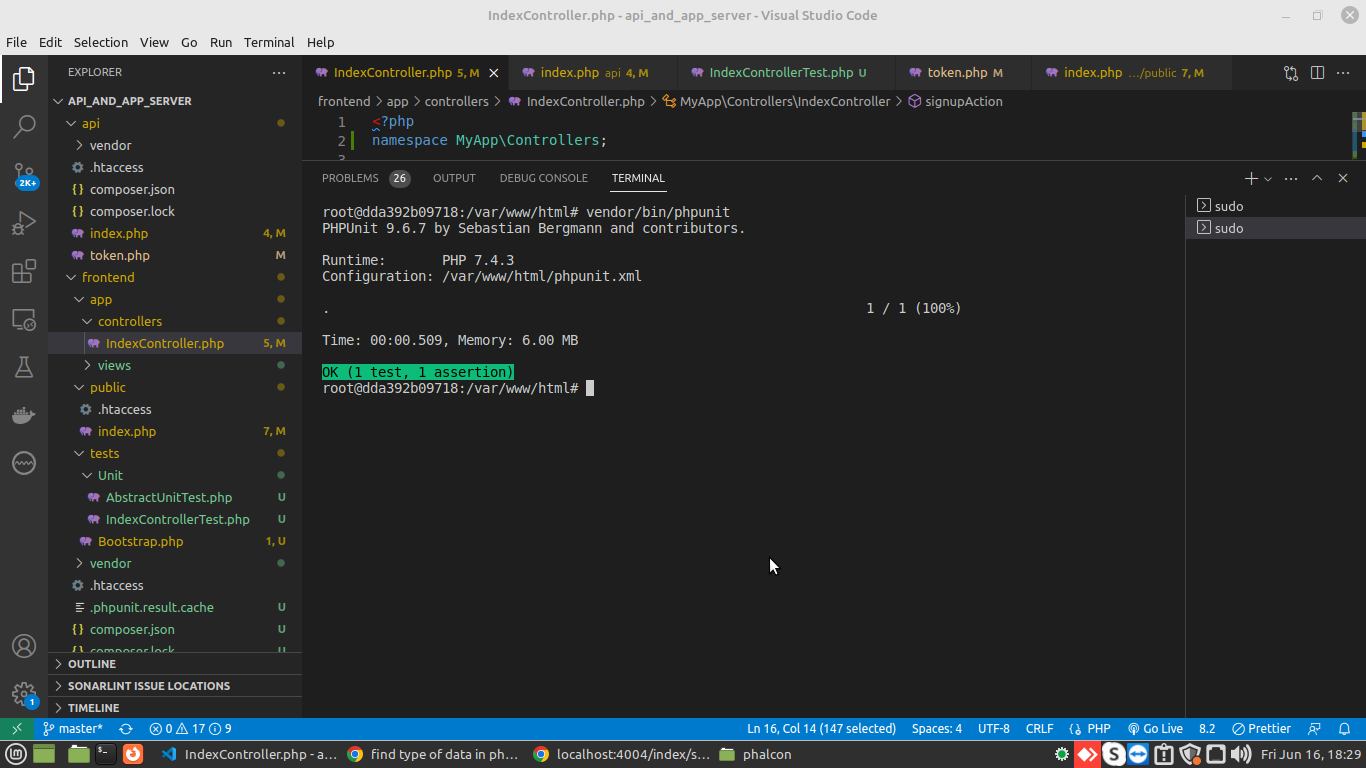 IndexController.php - api_and_app_server - Visual Studio Code
File Edit Selection View Go Run Terminal Help
EXPLORER
IndexController.php 5, M
index.php api 4, M
IndexControllerTest.php U
token.php M
index.php .../public 7, M
API_AND_APP_SERVER
frontend > app > controllers > IndexController.php > MyApp\Controllers\IndexController > signupAction
api
1 <?php
2 namespace MyApp\Controllers;
3
vendor
.htaccess
composer.json
composer.lock
index.php 4, M
token.php M
frontend
app
controllers
IndexController.php 5, M
views
public
.htaccess
index.php 7, M
tests
Unit
AbstractUnitTest.php U
IndexControllerTest.php U
Bootstrap.php 1, U
vendor
.htaccess
.phpunit.result.cache U
composer.json U
composer.lock U
OUTLINE
SONARLINT ISSUE LOCATIONS
TIMELINE
2K+
1
PROBLEMS 26 OUTPUT DEBUG CONSOLE TERMINAL
root@dda392b09718:/var/www/html# vendor/bin/phpunit
PHPUnit 9.6.7 by Sebastian Bergmann and contributors.
Runtime: PHP 7.4.3
Configuration: /var/www/html/phpunit.xml
. 1 / 1 (100%)
Time: 00:00.509, Memory: 6.00 MB
OK (1 test, 1 assertion)
root@dda392b09718:/var/www/html#
sudo
sudo
master* 0 17 9 Ln 16, Col 14 (147 selected) Spaces: 4 UTF-8 CRLF PHP Go Live 8.2 Prettier
IndexController.php - a... find type of data in ph... localhost:4004/index/s... phalcon Fri Jun 16, 18:29